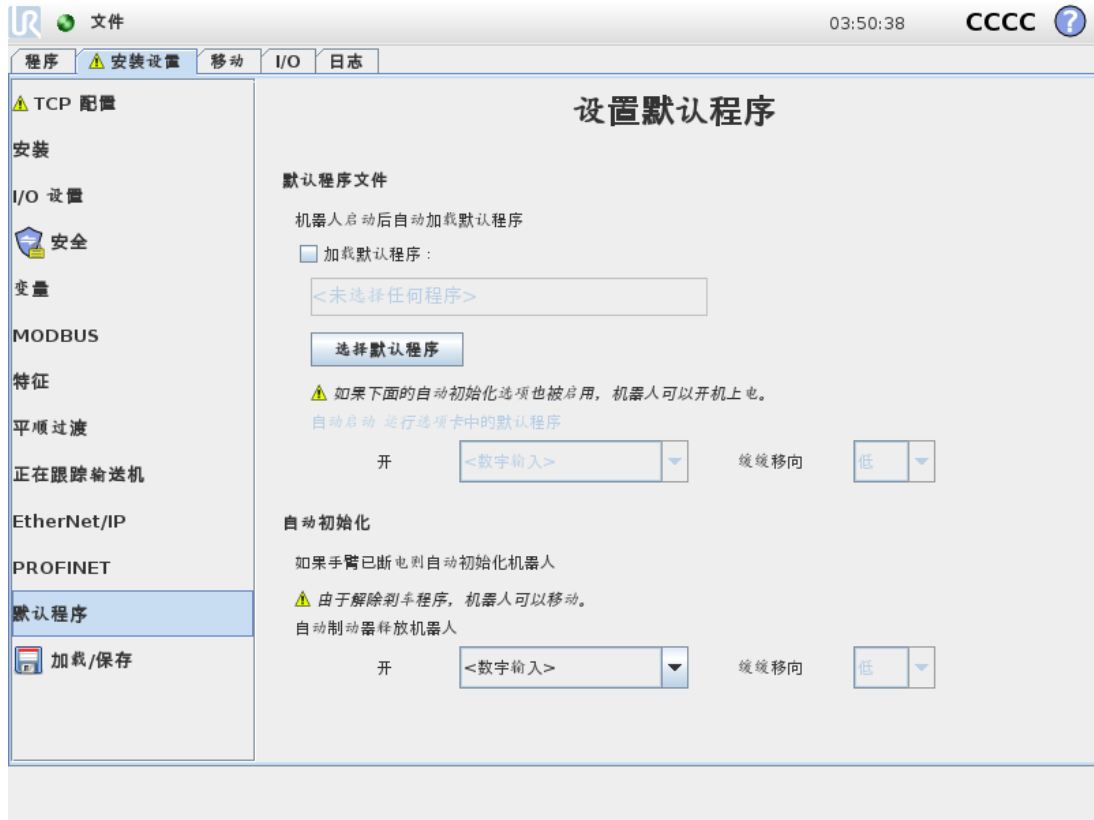 UR 文件 03:50:38 CCCC ?
程序 安装设置 移动 I/O 日志
TCP 配置
安装
I/O 设置
安全
变量
MODBUS
特征
平顺过渡
正在跟踪输送机
EtherNet/IP
PROFINET
默认程序
加载/保存
设置默认程序
默认程序文件
机器人启动后自动加载默认程序
加载默认程序：
<未选择任何程序>
选择默认程序
如果下面的自动初始化选项也被启用，机器人可以开机上电。
自动启动 运行选项卡中的默认程序
开 <数字输入> 缓缓移向 低
自动初始化
如果手臂已断电则自动初始化机器人
由于解除刹车程序，机器人可以移动。
自动制动器释放机器人
开 <数字输入> 缓缓移向 低